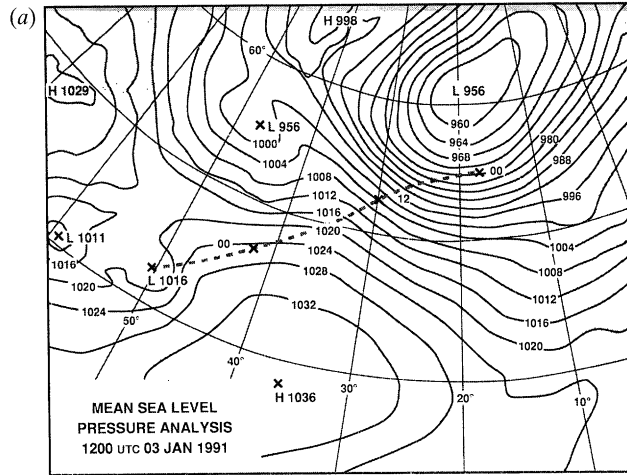 (a)
H 998
60°
H 1029
L 956
L 956
960
964
968
980
988
996
1000
1004
1008
1012
1016
1020
1024
1028
1032
00
12
00
L 1011
1016
1020
1024
L 1016
50°
40°
30°
20°
10°
1004
1008
1012
1016
1020
H 1036
MEAN SEA LEVEL
PRESSURE ANALYSIS
1200 UTC 03 JAN 1991